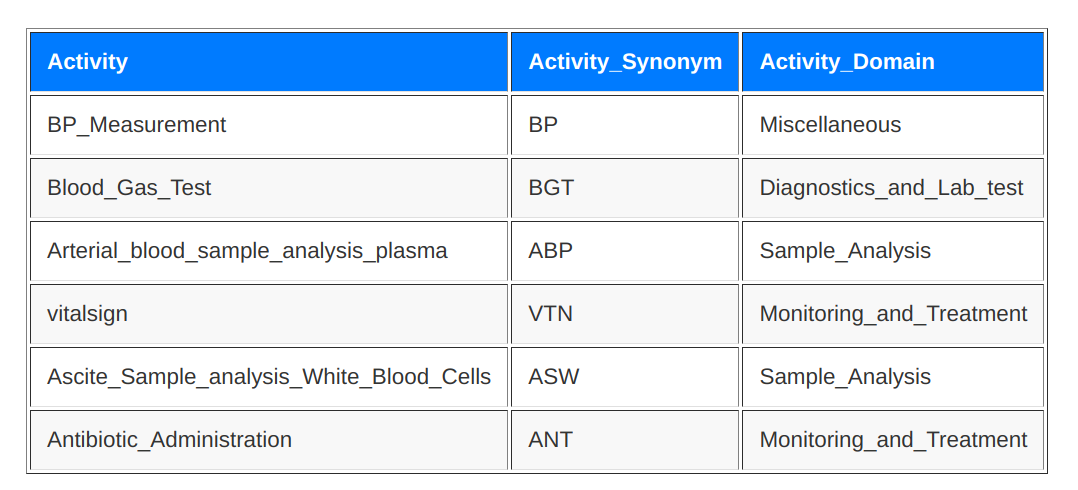 Activity Activity_Synonym Activity_Domain
BP_Measurement BP Miscellaneous
Blood_Gas_Test BGT Diagnostics_and_Lab_test
Arterial_blood_sample_analysis_plasma ABP Sample_Analysis
vitalsign VTN Monitoring_and_Treatment
Ascite_Sample_analysis_White_Blood_Cells ASW Sample_Analysis
Antibiotic_Administration ANT Monitoring_and_Treatment